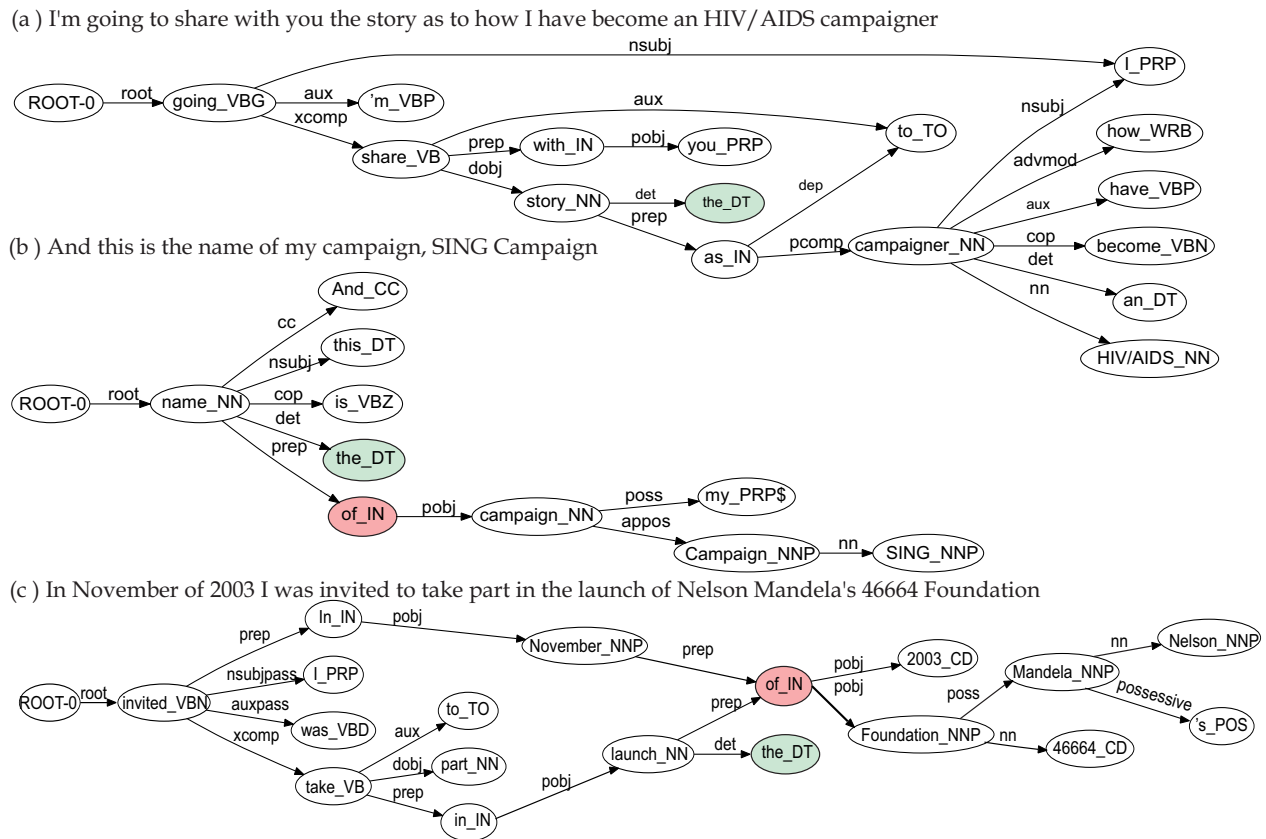 (a ) I'm going to share with you the story as to how I have become an HIV/AIDS campaigner
nsubj
I_PRP
ROOT-0 root going_VBG aux 'm_VBP aux nsubj
xcomp to_TO how_WRB
share_VB prep with_IN pobj you_PRP advmod
dobj dep have_VBP
story_NN det the_DT aux
prep
(b ) And this is the name of my campaign, SING Campaign
as_IN pcomp campaigner_NN cop become_VBN
det
And_CC nn an_DT
cc
this_DT HIV/AIDS_NN
nsubj
ROOT-0 root name_NN cop is_VBZ
det
prep the_DT
of_IN pobj campaign_NN poss my_PRP$
appos
Campaign_NNP nn SING_NNP
(c ) In November of 2003 I was invited to take part in the launch of Nelson Mandela's 46664 Foundation
In_IN pobj
prep November_NNP prep 2003_CD nn Nelson_NNP
nsubjpass I_PRP pobj Mandela_NNP
ROOT-0 root invited_VBN of_IN pobj poss possessive
auxpass was_VBD to_TO prep 's_POS
xcomp aux launch_NN det the_DT Foundation_NNP nn 46664_CD
take_VB dobj part_NN pobj
prep in_IN